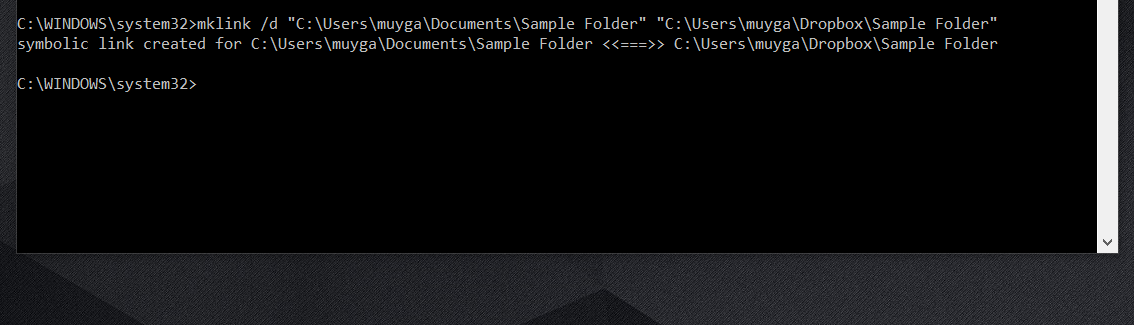 C:\WINDOWS\system32>mklink /d "C:\Users\muyga\Documents\Sample Folder" "C:\Users\muyga\Dropbox\Sample Folder"
symbolic link created for C:\Users\muyga\Documents\Sample Folder <<===>> C:\Users\muyga\Dropbox\Sample Folder
C:\WINDOWS\system32>